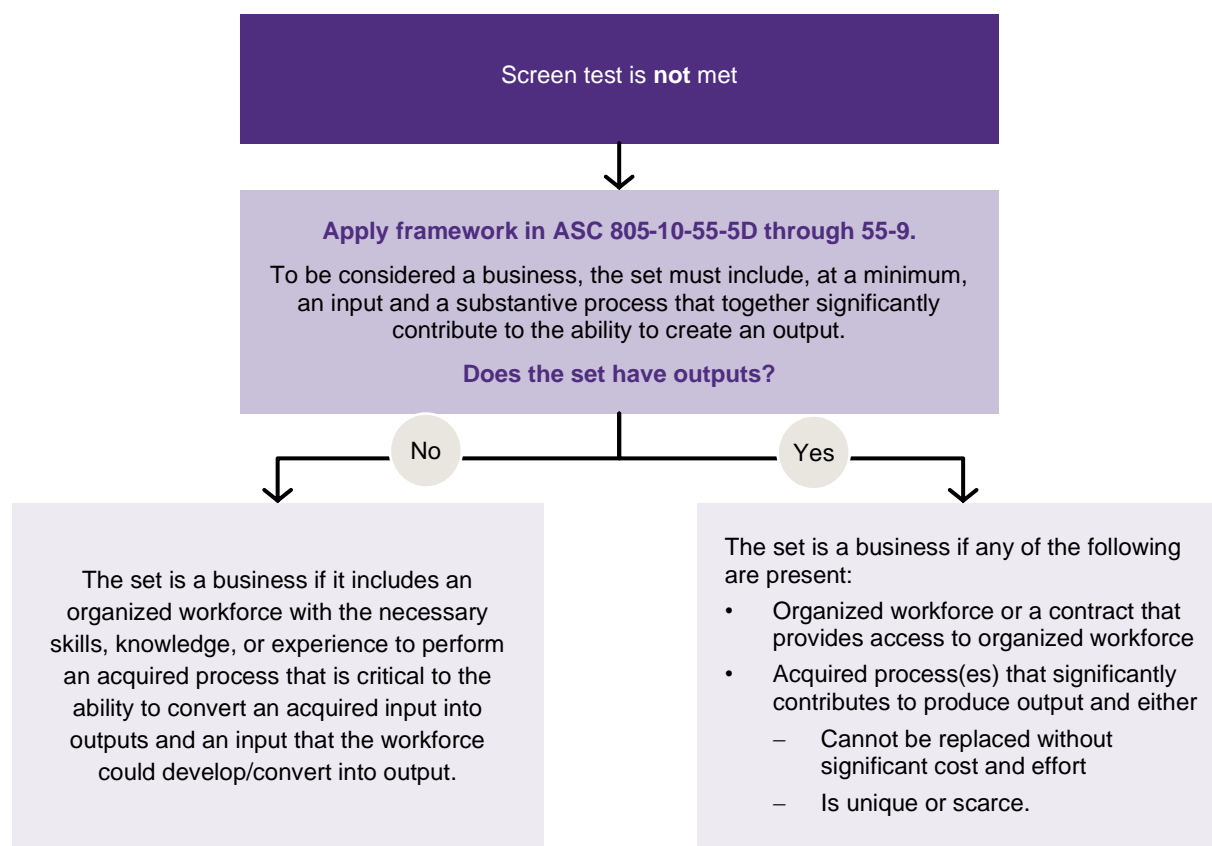 Screen test is not met
Apply framework in ASC 805-10-55-5D through 55-9.
To be considered a business, the set must include, at a minimum,
an input and a substantive process that together significantly
contribute to the ability to create an output.
Does the set have outputs?
No
Yes
The set is a business if it includes an
organized workforce with the necessary
skills, knowledge, or experience to perform
an acquired process that is critical to the
ability to convert an acquired input into
outputs and an input that the workforce
could develop/convert into output.
The set is a business if any of the following
are present:
• Organized workforce or a contract that
provides access to organized workforce
• Acquired process(es) that significantly
contributes to produce output and either
– Cannot be replaced without
significant cost and effort
– Is unique or scarce.